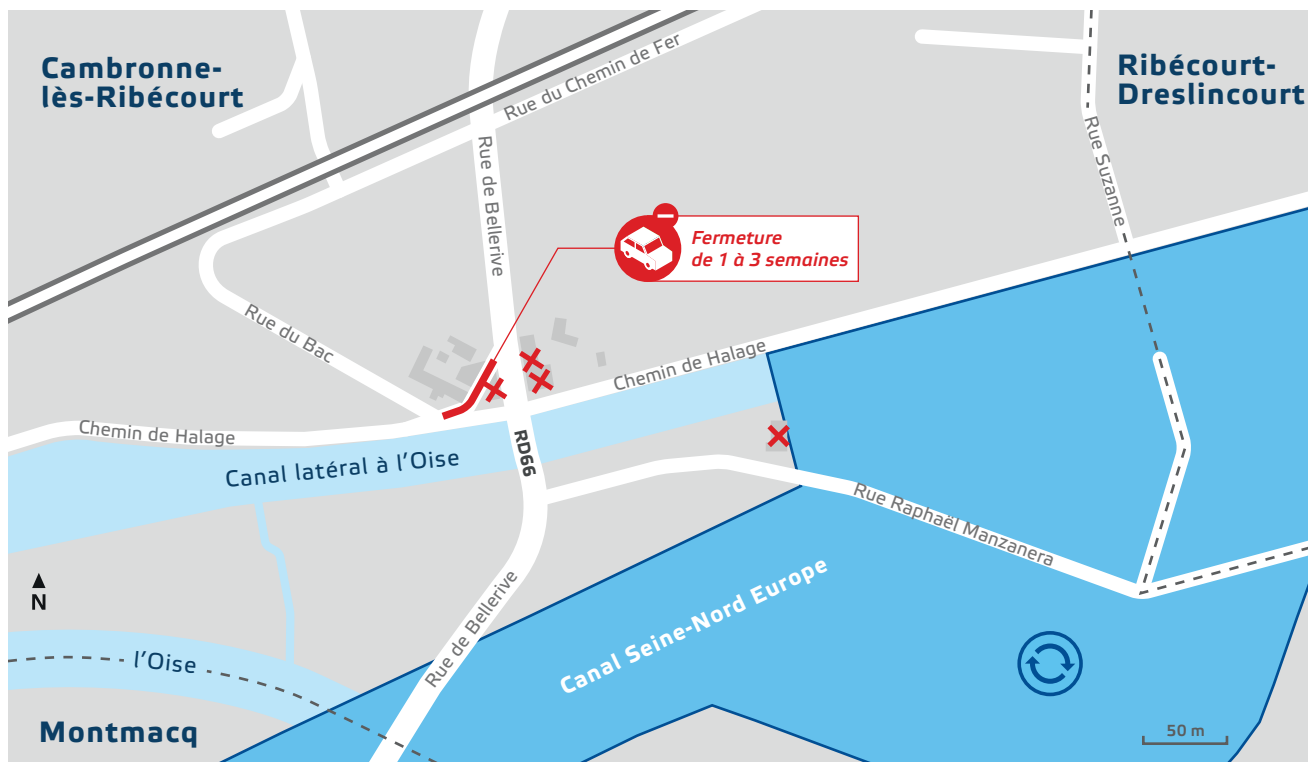 Cambronne-
lès-Ribécourt
Ribécourt-
Dreslincourt
Rue du Chemin de Fer
Rue de Bellerive
Rue Suzanne
Fermeture
de 1 à 3 semaines
Rue du Bac
Chemin de Halage
Chemin de Halage
Canal latéral à l'Oise
RD66
Rue Raphaël Manzanera
N
Rue de Bellerive
Canal Seine-Nord Europe
l'Oise
Montmacq
50 m